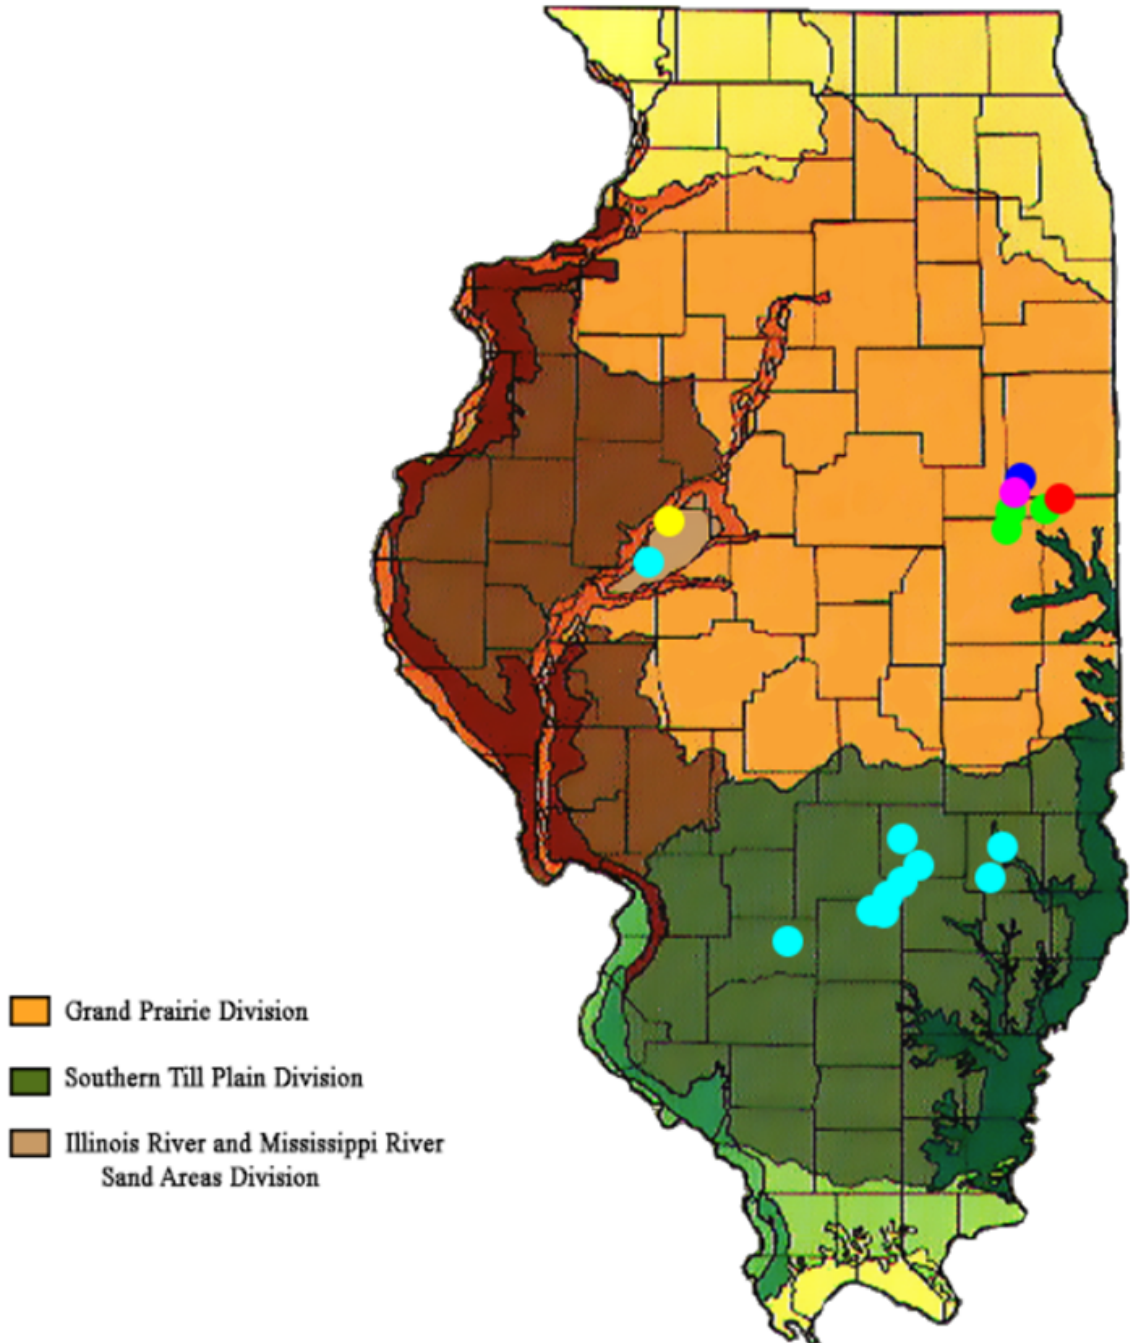 Grand Prairie Division
Southern Till Plain Division
Illinois River and Mississippi River
Sand Areas Division